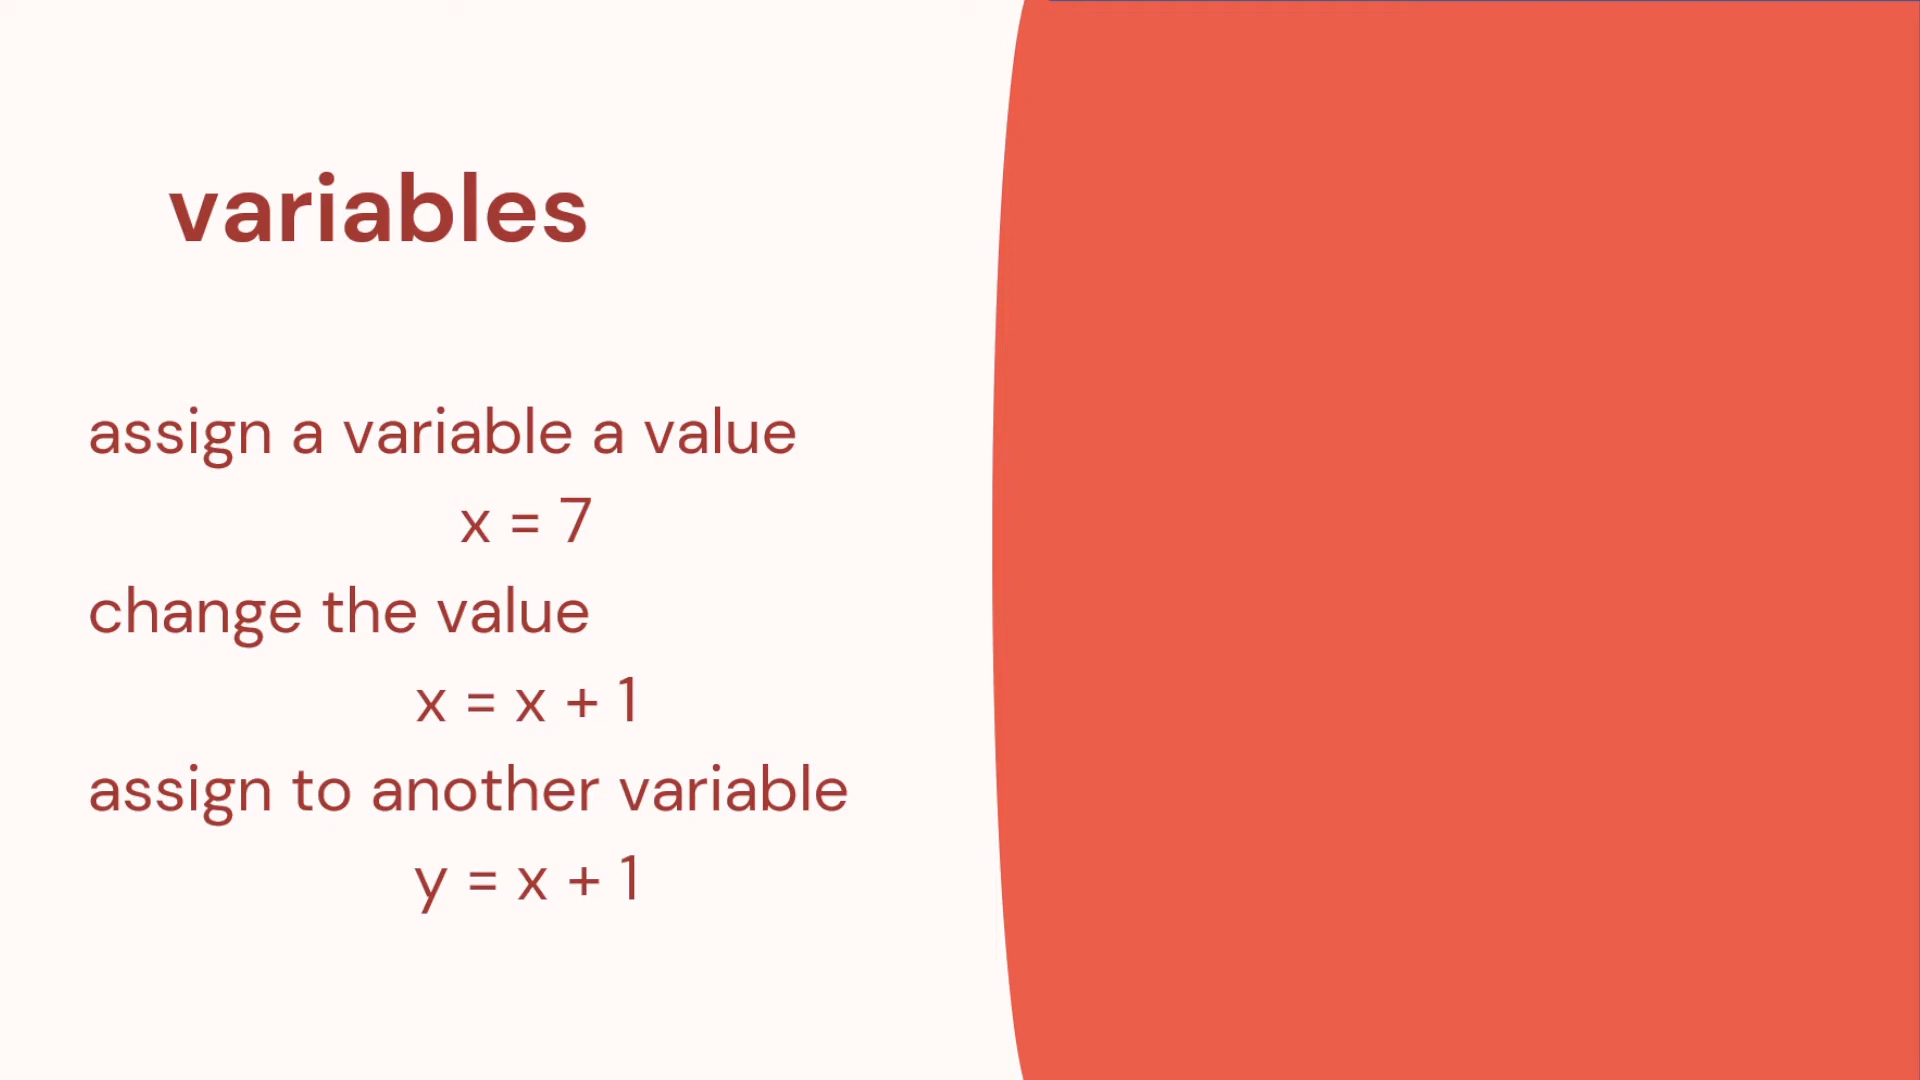 variables
assign a variable a value
x = 7
change the value
x = x + 1
assign to another variable
y = x + 1